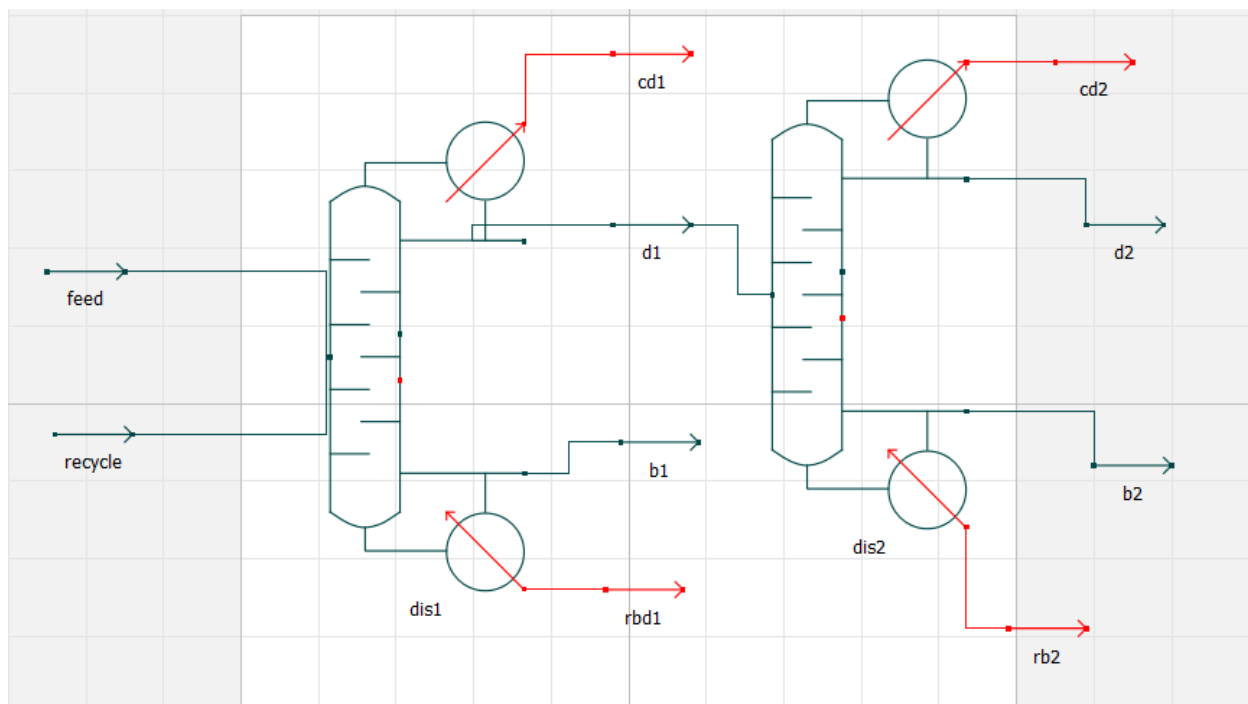 cd1
cd2
feed
d1
d2
recycle
b1
b2
dis1
rbd1
dis2
rb2